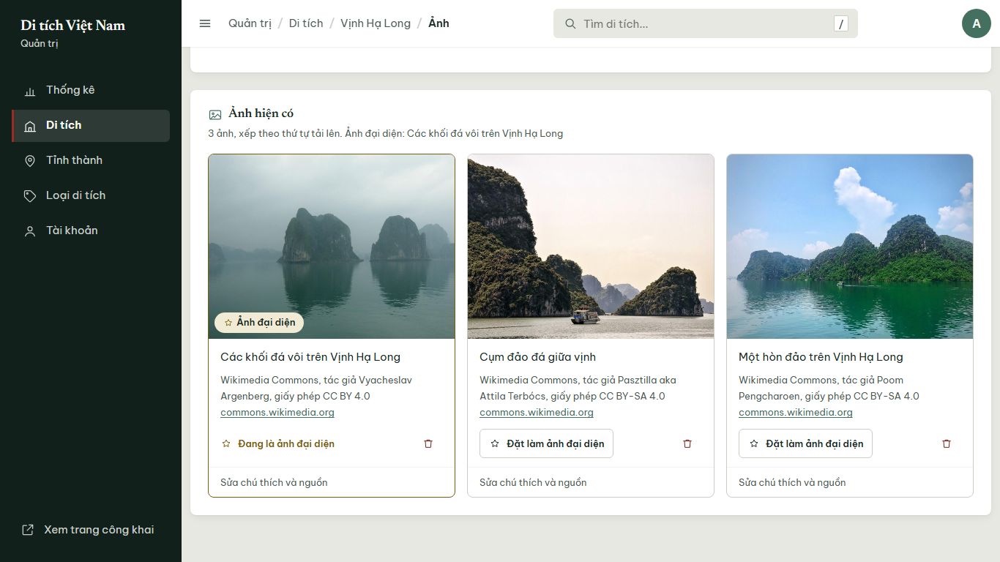 Di tích Việt Nam
Quản trị
Thống kê
Di tích
Tỉnh thành
Loại di tích
Tài khoản
Xem trang công khai
Quản trị / Di tích / Vịnh Hạ Long / Ảnh
Tìm di tích...
/
A
Ảnh hiện có
3 ảnh, xếp theo thứ tự tải lên. Ảnh đại diện: Các khối đá vôi trên Vịnh Hạ Long
Ảnh đại diện
Các khối đá vôi trên Vịnh Hạ Long
Wikimedia Commons, tác giả Vyacheslav
Argenberg, giấy phép CC BY 4.0
commons.wikimedia.org
Đang là ảnh đại diện
Sửa chú thích và nguồn
Cụm đảo đá giữa vịnh
Wikimedia Commons, tác giả Pasztilla aka
Attila Terbócs, giấy phép CC BY-SA 4.0
commons.wikimedia.org
Đặt làm ảnh đại diện
Sửa chú thích và nguồn
Một hòn đảo trên Vịnh Hạ Long
Wikimedia Commons, tác giả Poom
Pengcharoen, giấy phép CC BY-SA 4.0
commons.wikimedia.org
Đặt làm ảnh đại diện
Sửa chú thích và nguồn